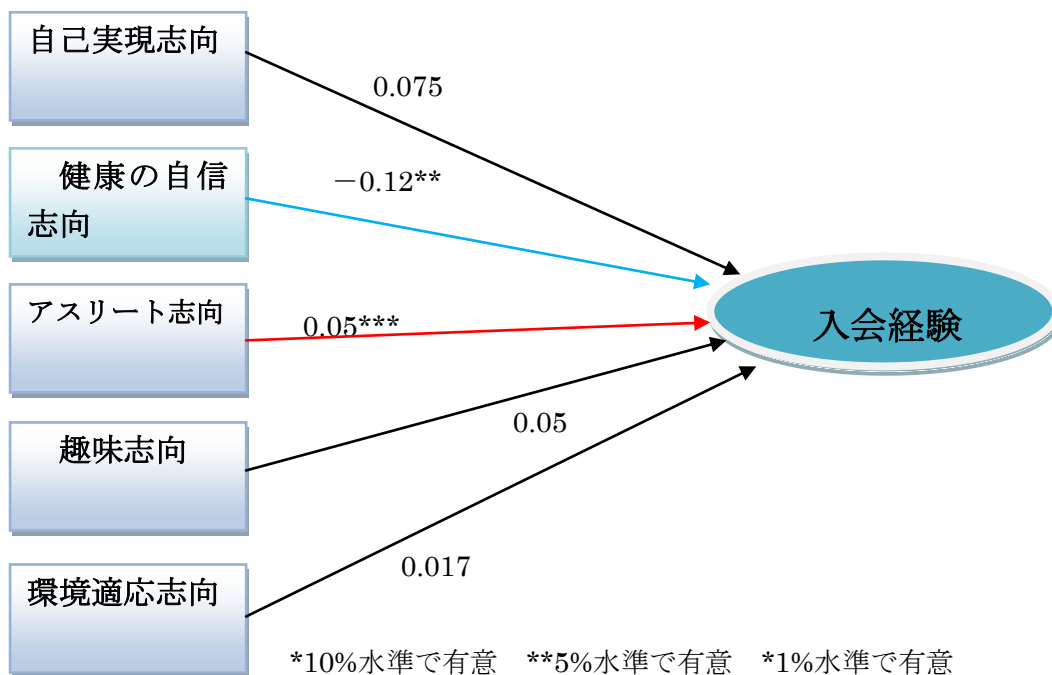 自己実現志向
0.075
健康の自信
志向
－0.12**
アスリート志向
0.05***
入会経験
趣味志向
0.05
環境適応志向
0.017
*10%水準で有意　**5%水準で有意　*1%水準で有意